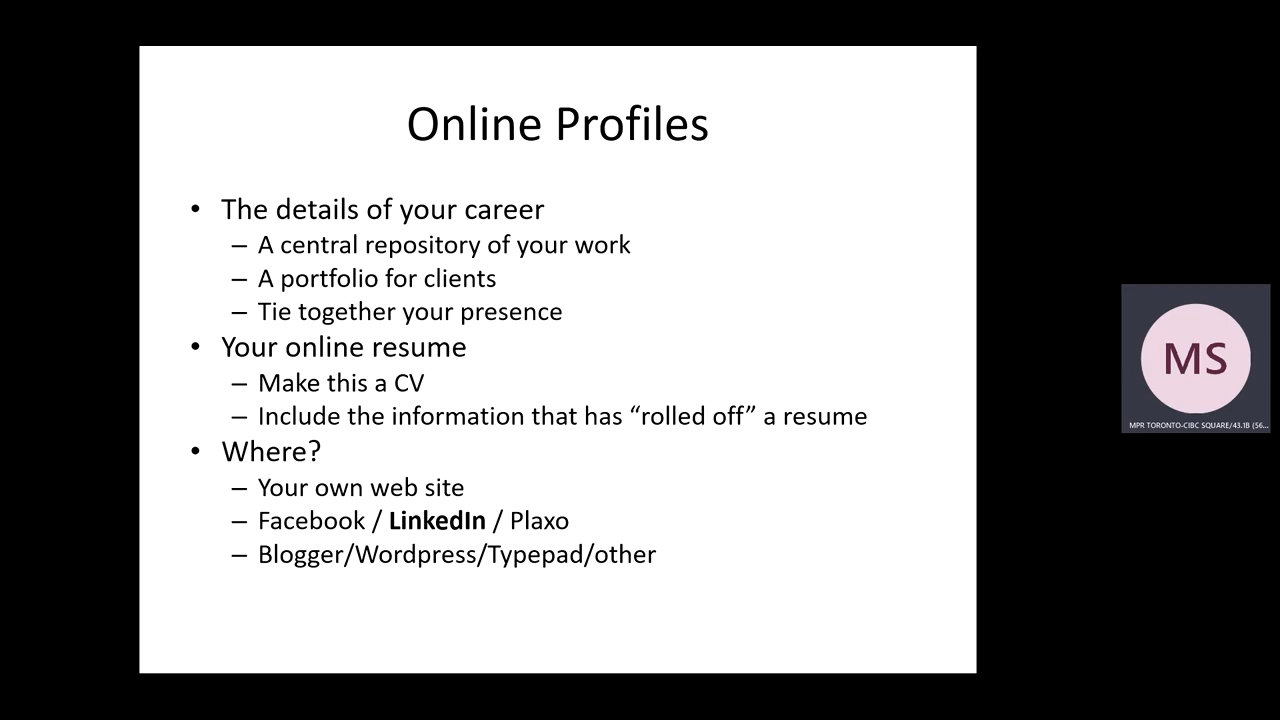 Online Profiles
• The details of your career
– A central repository of your work
– A portfolio for clients
– Tie together your presence
• Your online resume
– Make this a CV
– Include the information that has “rolled off” a resume
• Where?
– Your own web site
– Facebook / LinkedIn / Plaxo
– Blogger/Wordpress/Typepad/other
MS
MPR TORONTO-CIBC SQUARE/43.1B (56...